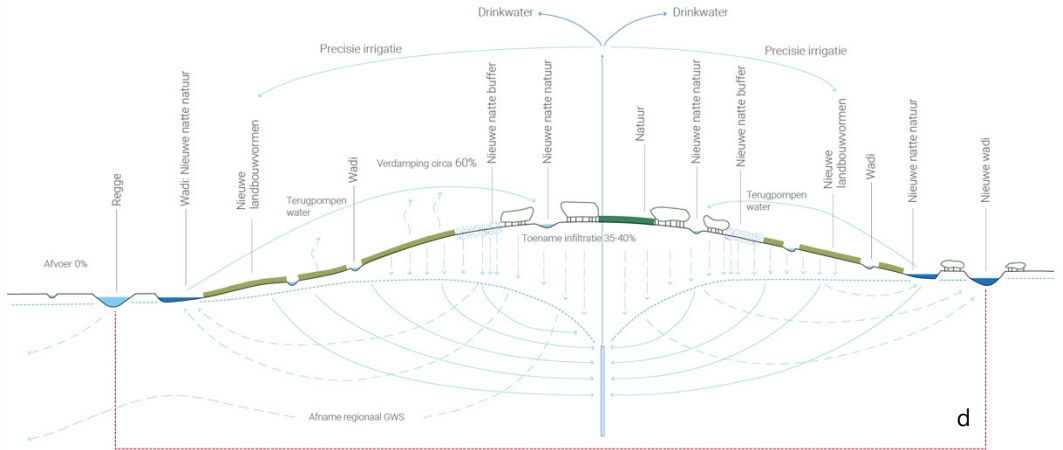 Drinkwater
Drinkwater
Precisie irrigatie
Precisie irrigatie
Regge
Wadi: Nieuwe natte natuur
Nieuwe
landbouwvormen
Wadi
Nieuwe natte buffer
Nieuwe natte natuur
Natuur
Nieuwe natte natuur
Nieuwe natte buffer
Nieuwe
landbouwvormen
Wadi
Nieuwe natte natuur
Nieuwe wadi
Verdamping circa 60%
Terugpompen
water
Terugpompen
water
Toename infiltratie 35-40%
Afvoer 0%
Afname regionaal GWS
d